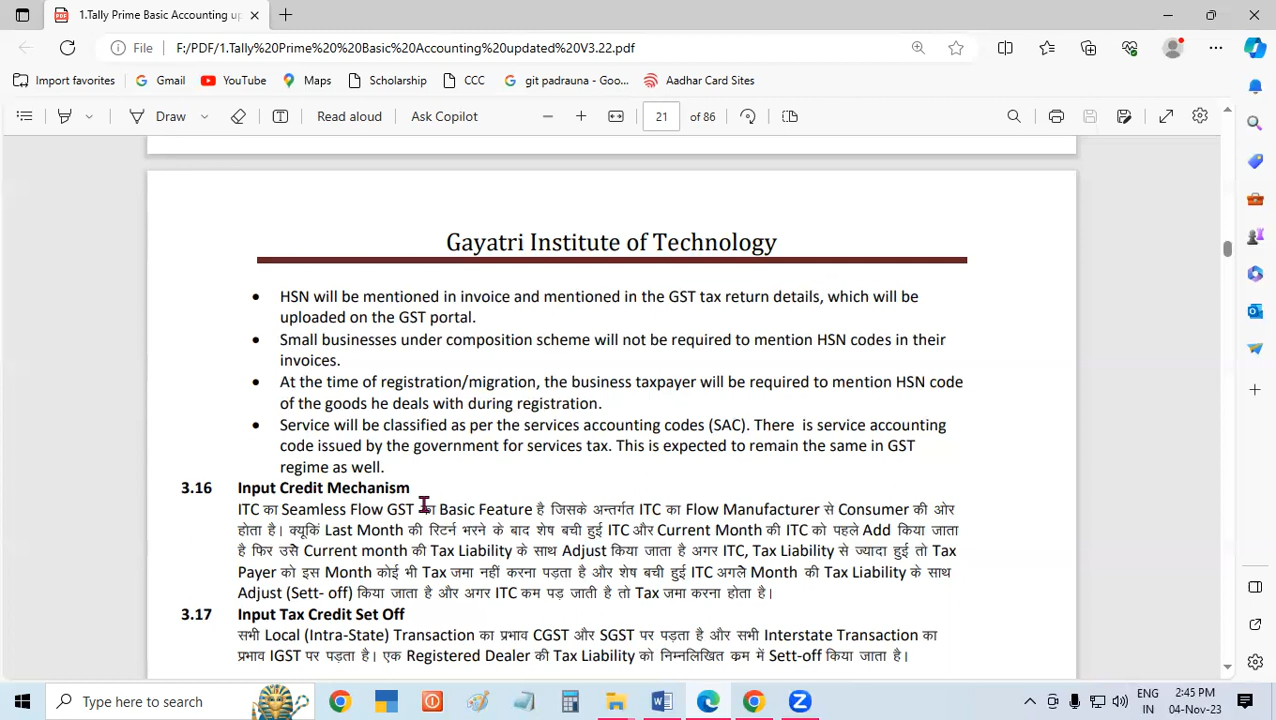 1.Tally Prime Basic Accounting up
File
F:/PDF/1.Tally%20Prime%20%20Basic%20Accounting%20updated%20V3.22.pdf
Import favorites
Gmail
YouTube
Maps
Scholarship
CCC
git padrauna - Goo...
Aadhar Card Sites
Draw
Read aloud
Ask Copilot
21
of 86
Gayatri Institute of Technology
• HSN will be mentioned in invoice and mentioned in the GST tax return details, which will be
uploaded on the GST portal.
• Small businesses under composition scheme will not be required to mention HSN codes in their
invoices.
• At the time of registration/migration, the business taxpayer will be required to mention HSN code
of the goods he deals with during registration.
• Service will be classified as per the services accounting codes (SAC). There is service accounting
code issued by the government for services tax. This is expected to remain the same in GST
regime as well.
3.16 Input Credit Mechanism
ITC का Seamless Flow GST का Basic Feature है जिसके अन्तर्गत ITC का Flow Manufacturer से Consumer की ओर
होता है। क्यूकिं Last Month की रिटर्न भरने के बाद शेष बची हुई ITC और Current Month की ITC को पहले Add किया जाता
है फिर उसे Current month की Tax Liability के साथ Adjust किया जाता है अगर ITC, Tax Liability से ज्यादा हुई तो Tax
Payer को इस Month कोई भी Tax जमा नहीं करना पड़ता है और शेष बची हुई ITC अगले Month की Tax Liability के साथ
Adjust (Sett- off) किया जाता है और अगर ITC कम पड़ जाती है तो Tax जमा करना होता है।
3.17 Input Tax Credit Set Off
सभी Local (Intra-State) Transaction का प्रभाव CGST और SGST पर पड़ता है और सभी Interstate Transaction का
प्रभाव IGST पर पड़ता है। एक Registered Dealer की Tax Liability को निम्नलिखित क्रम में Sett-off किया जाता है।
Type here to search
ENG
IN
2:45 PM
04-Nov-23